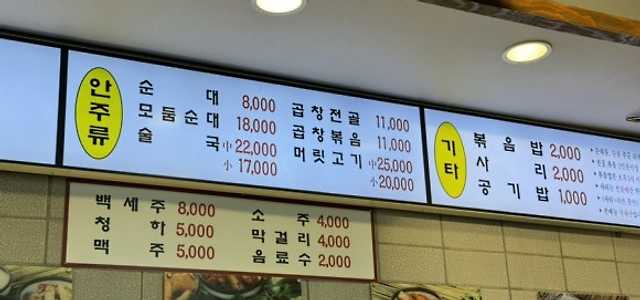 안주류
순대 8,000
모둠순대 18,000
술국 中 22,000
小 17,000
곱창전골 11,000
곱창볶음 11,000
머릿고기 中 25,000
小 20,000
기타
볶음밥 2,000
사리 2,000
공기밥 1,000
백세주 8,000
청하 5,000
맥주 5,000
소주 4,000
막걸리 4,000
음료수 2,000